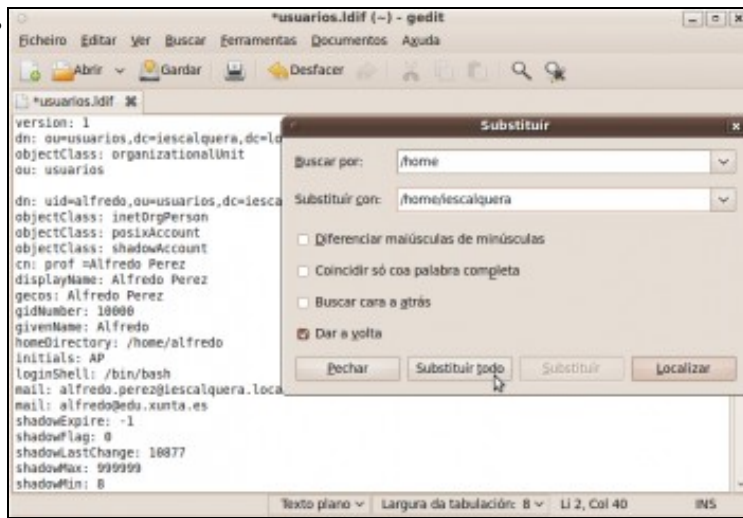 *usuarios.ldif (~) - gedit
Ficheiro Editar Ver Buscar Ferramentas Documentos Axuda
Abrir Gardar Desfacer
*usuarios.ldif
version: 1
dn: ou=usuarios,dc=iescalquera,dc=lo
objectClass: organizationalUnit
ou: usuarios
dn: uid=alfredo,ou=usuarios,dc=iesca
objectClass: inetOrgPerson
objectClass: posixAccount
objectClass: shadowAccount
cn: prof =Alfredo Perez
displayName: Alfredo Perez
gecos: Alfredo Perez
gidNumber: 10000
givenName: Alfredo
homeDirectory: /home/alfredo
initials: AP
loginShell: /bin/bash
mail: alfredo.perez@iescalquera.loca
mail: alfredo@edu.xunta.es
shadowExpire: -1
shadowFlag: 0
shadowLastChange: 10877
shadowMax: 999999
shadowMin: 8
Substituír
Buscar por: /home
Substituír con: /home/iescalquera
Diferenciar maiúsculas de minúsculas
Coincidir só coa palabra completa
Buscar cara a atrás
Dar a volta
Pechar Substituír todo Substituír Localizar
Texto plano Largura da tabulación: 8 Li 2, Col 40 INS